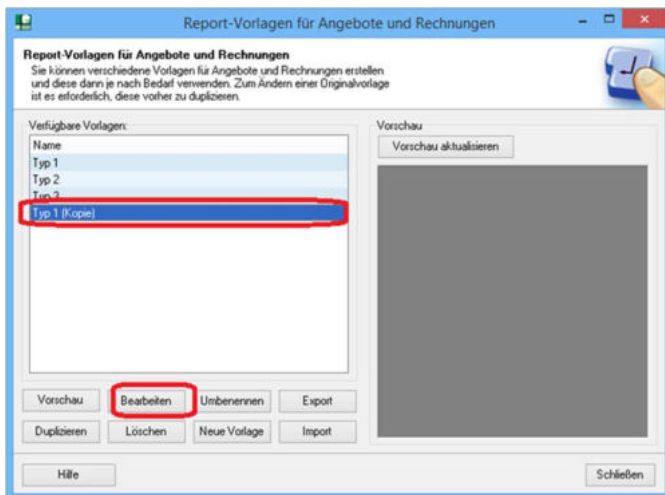 Report-Vorlagen für Angebote und Rechnungen
Report-Vorlagen für Angebote und Rechnungen
Sie können verschiedene Vorlagen für Angebote und Rechnungen erstellen
und diese dann je nach Bedarf verwenden. Zum Ändern einer Originalvorlage
ist es erforderlich, diese vorher zu duplizieren.
Verfügbare Vorlagen:
Name
Typ 1
Typ 2
Typ 3
Typ 1 (Kopie)
Vorschau
Vorschau aktualisieren
Vorschau Bearbeiten Umbenennen Export
Duplizieren Löschen Neue Vorlage Import
Hilfe Schließen